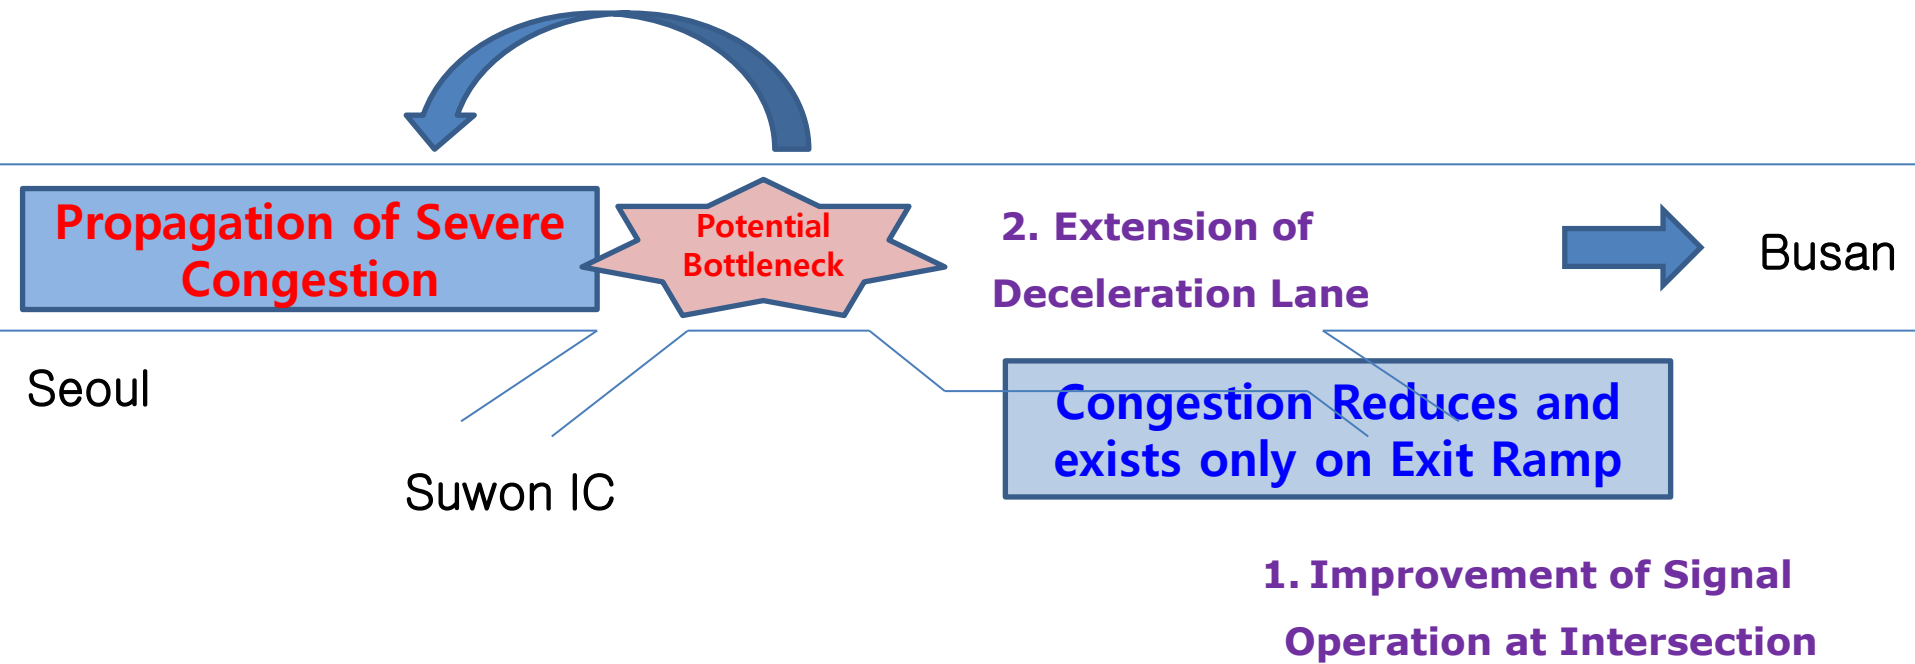 Propagation of Severe
Congestion
Potential
Bottleneck
2. Extension of
Deceleration Lane
Busan
Seoul
Congestion Reduces and
exists only on Exit Ramp
Suwon IC
1. Improvement of Signal
Operation at Intersection